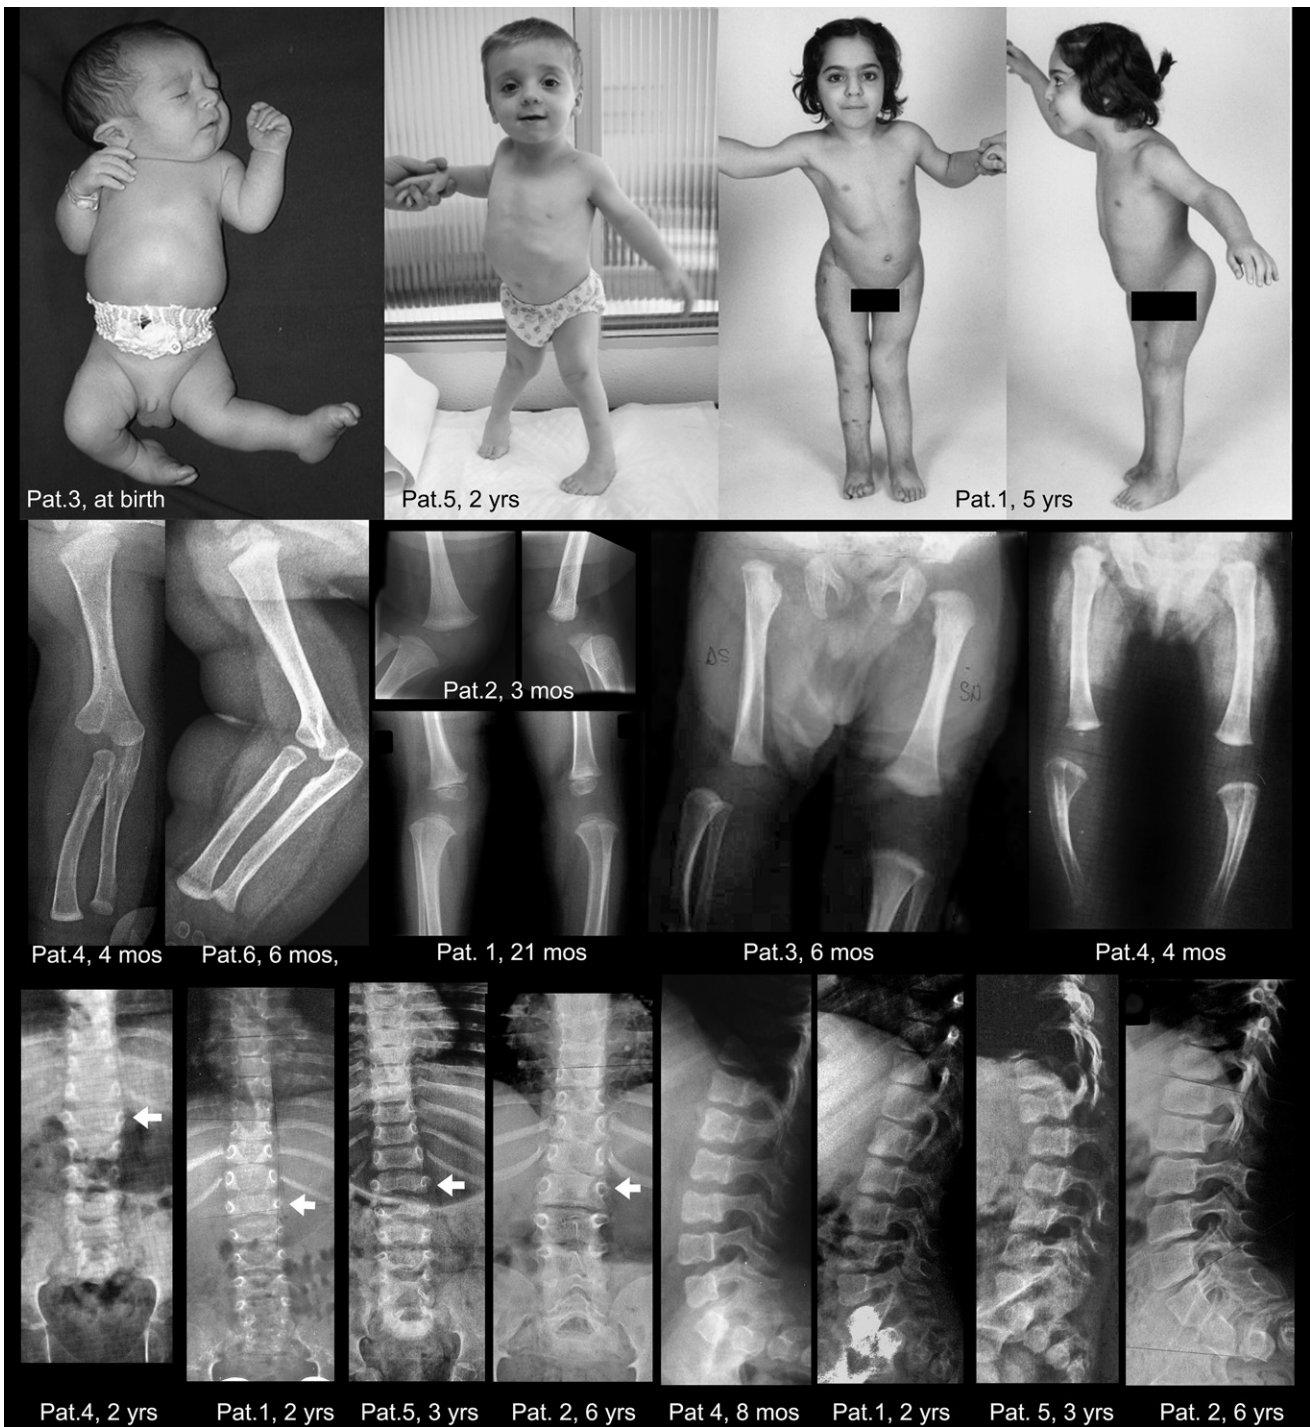 Pat.3, at birth
Pat.5, 2 yrs
Pat.1, 5 yrs
Pat.2, 3 mos
Pat.4, 4 mos
Pat.6, 6 mos,
Pat. 1, 21 mos
Pat.3, 6 mos
Pat.4, 4 mos
Pat.4, 2 yrs
Pat.1, 2 yrs
Pat.5, 3 yrs
Pat. 2, 6 yrs
Pat 4, 8 mos
Pat.1, 2 yrs
Pat. 5, 3 yrs
Pat.2, 6 yrs